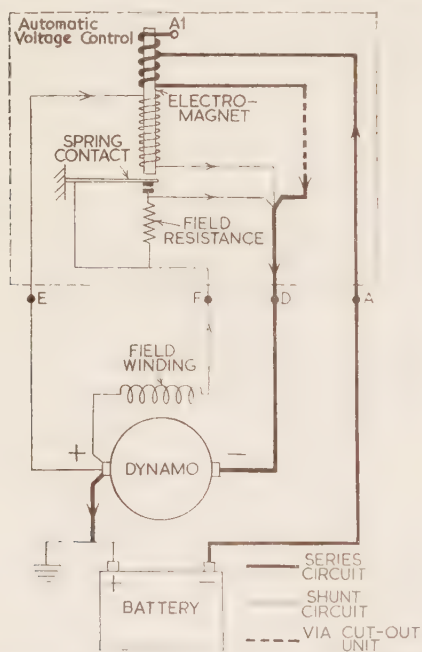 Automatic
Voltage Control
A1
ELECTRO-
MAGNET
SPRING
CONTACT
FIELD
RESISTANCE
E
F
D
A
FIELD
WINDING
+
DYNAMO
−
+
−
BATTERY
SERIES
CIRCUIT
SHUNT
CIRCUIT
VIA CUT-OUT
UNIT